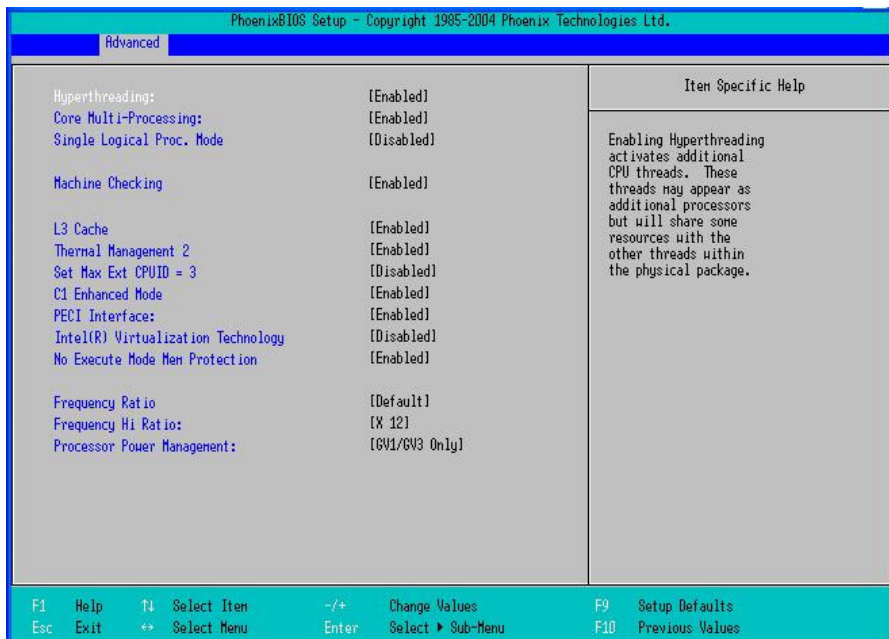 PhoenixBIOS Setup - Copyright 1985-2004 Phoenix Technologies Ltd.
Advanced
Hyperthreading: [Enabled]
Core Multi-Processing: [Enabled]
Single Logical Proc. Mode [Disabled]
Machine Checking [Enabled]
L3 Cache [Enabled]
Thermal Management 2 [Enabled]
Set Max Ext CPUID = 3 [Disabled]
C1 Enhanced Mode [Enabled]
PECI Interface: [Enabled]
Intel(R) Virtualization Technology [Disabled]
No Execute Mode Mem Protection [Enabled]
Frequency Ratio [Default]
Frequency Hi Ratio: [X 12]
Processor Power Management: [GV1/GV3 Only]
Item Specific Help
Enabling Hyperthreading
activates additional
CPU threads. These
threads may appear as
additional processors
but will share some
resources with the
other threads within
the physical package.
F1 Help ↑↓ Select Item -/+ Change Values F9 Setup Defaults
Esc Exit ↔ Select Menu Enter Select ▶ Sub-Menu F10 Previous Values